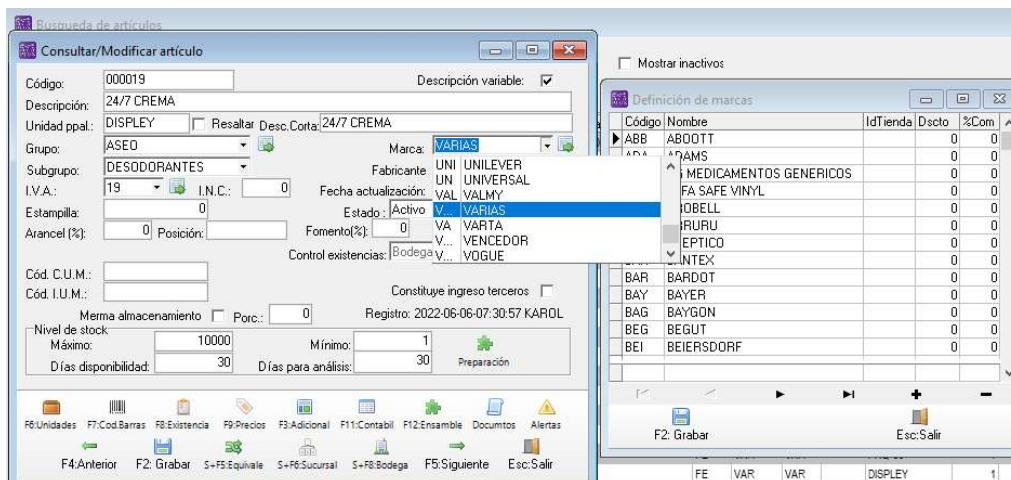 Busqueda de artículos
Consultar/Modificar artículo
Código: 000019 Descripción variable:
Descripción: 24/7 CREMA
Unidad ppal.: DISPLEY Resaltar Desc.Corta: 24/7 CREMA
Grupo: ASEO Marca: VARIAS
Subgrupo: DESODORANTES Fabricante
I.V.A.: 19 I.N.C.: 0 Fecha actualización:
Estampilla: 0 Estado : Activo
Arancel (%): 0 Posición: Fomento(%): 0
Control existencias: Bodega
UNI UNILEVER
UN UNIVERSAL
VAL VALMY
V... VARIAS
VA VARTA
V... VENCEDOR
V... VOGUE
Cód. C.U.M.:
Cód. I.U.M.: Constituye ingreso terceros
Merma almacenamiento Porc.: 0 Registro: 2022-06-06-07:30:57 KAROL
Nivel de stock
Máximo: 10000 Mínimo: 1
Días disponibilidad: 30 Días para análisis: 30 Preparación
F6:Unidades F7:Cod.Barras F8:Existencia F9:Precios F3:Adicional F11:Contabil F12:Ensamble Documtos Alertas
F4:Anterior F2: Grabar S+F5:Equivale S+F6:Sucursal S+F8:Bodega F5:Siguiente Esc:Salir
Mostrar inactivos
Definición de marcas
Código Nombre IdTienda Dscto %Com
ABB ABOOTT 0 0
ADA ADAMS 0 0
MEDICAMENTOS GENERICOS 0 0
FA SAFE VINYL 0 0
OBELL 0 0
RURU 0 0
EPTICO 0 0
NTEX 0 0
BAR BARDOT 0 0
BAY BAYER 0 0
BAG BAYGON 0 0
BEG BEGUT 0 0
BEI BEIERSDORF 0 0
F2: Grabar Esc:Salir
FE VAR VAR DISPLEY 1